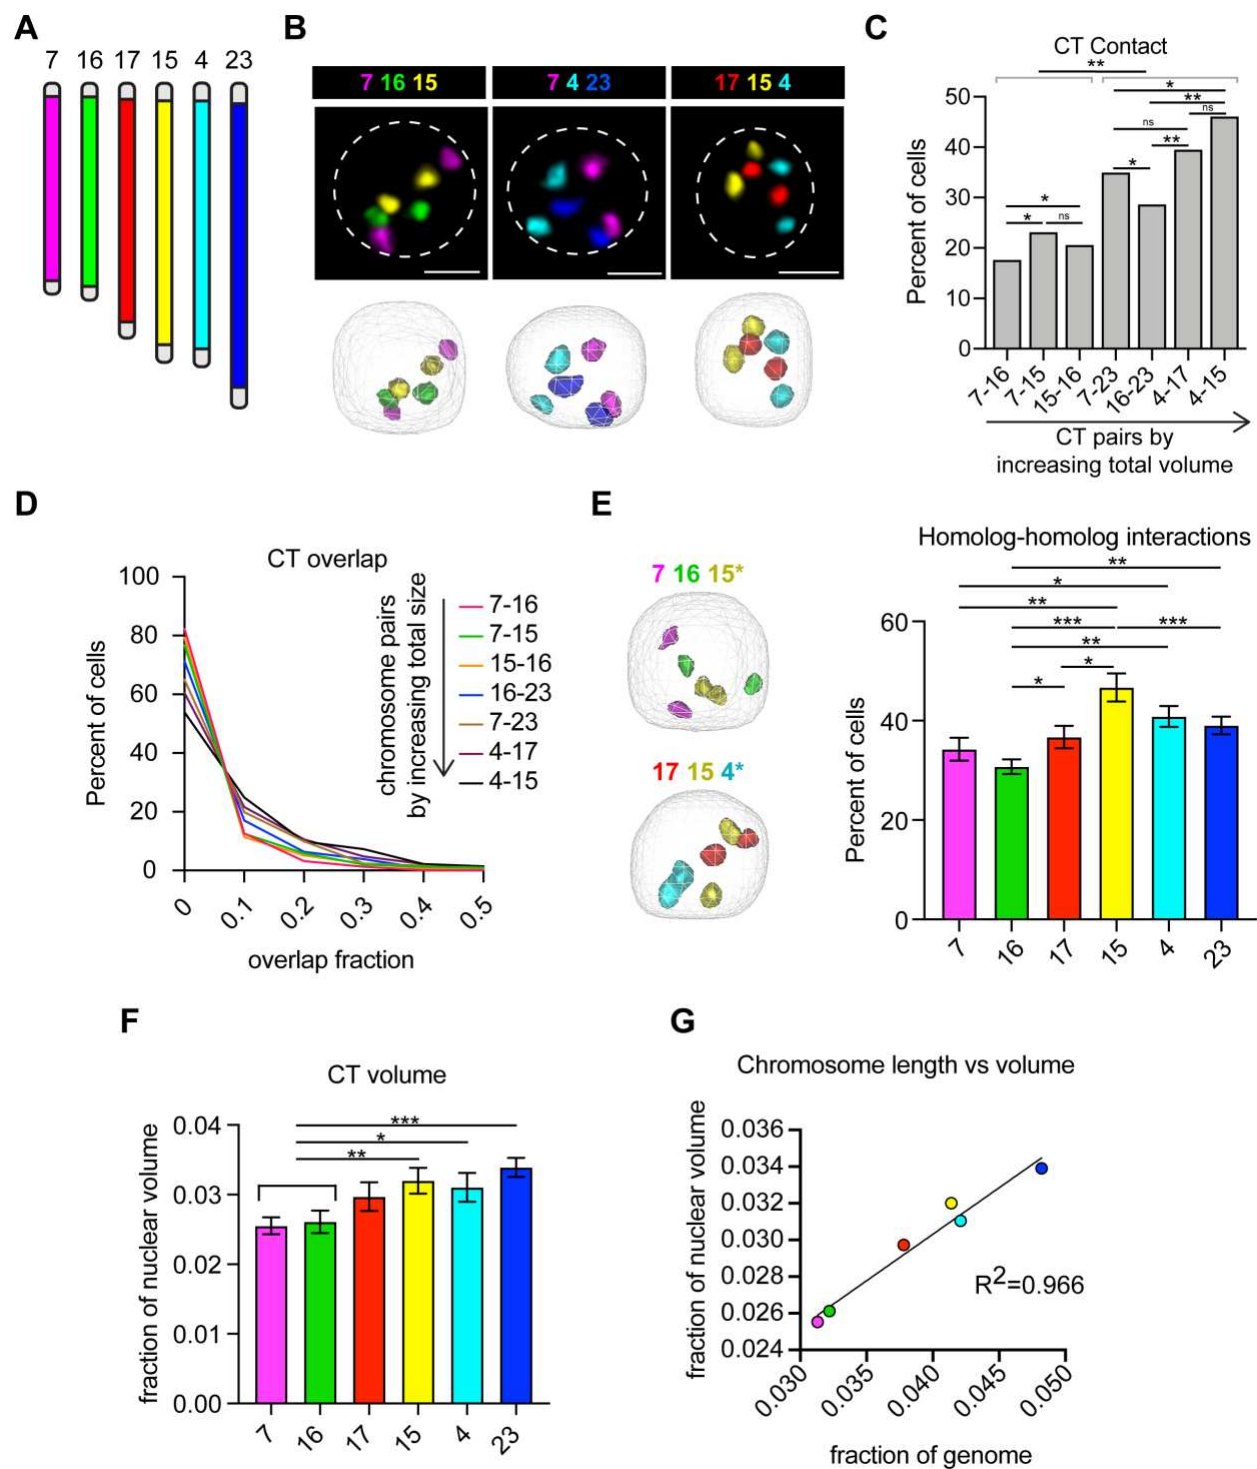 A
7 16 17 15 4 23
B
7 16 15
7 4 23
17 15 4
C
CT Contact
**
*
**
ns
ns
**
*
*
*
ns
Percent of cells
50
40
30
20
10
0
7-16
7-15
15-16
7-23
16-23
4-17
4-15
CT pairs by
increasing total volume
D
CT overlap
Percent of cells
100
80
60
40
20
0
0
0.1
0.2
0.3
0.4
0.5
overlap fraction
chromosome pairs
by increasing total size
7-16
7-15
15-16
16-23
7-23
4-17
4-15
E
7 16 15*
17 15 4*
Homolog-homolog interactions
**
*
**
***
***
**
*
*
Percent of cells
60
40
20
0
7
16
17
15
4
23
F
CT volume
***
*
**
fraction of nuclear volume
0.04
0.03
0.02
0.01
0.00
7
16
17
15
4
23
G
Chromosome length vs volume
fraction of nuclear volume
0.036
0.034
0.032
0.030
0.028
0.026
0.024
R2=0.966
0.030
0.035
0.040
0.045
0.050
fraction of genome